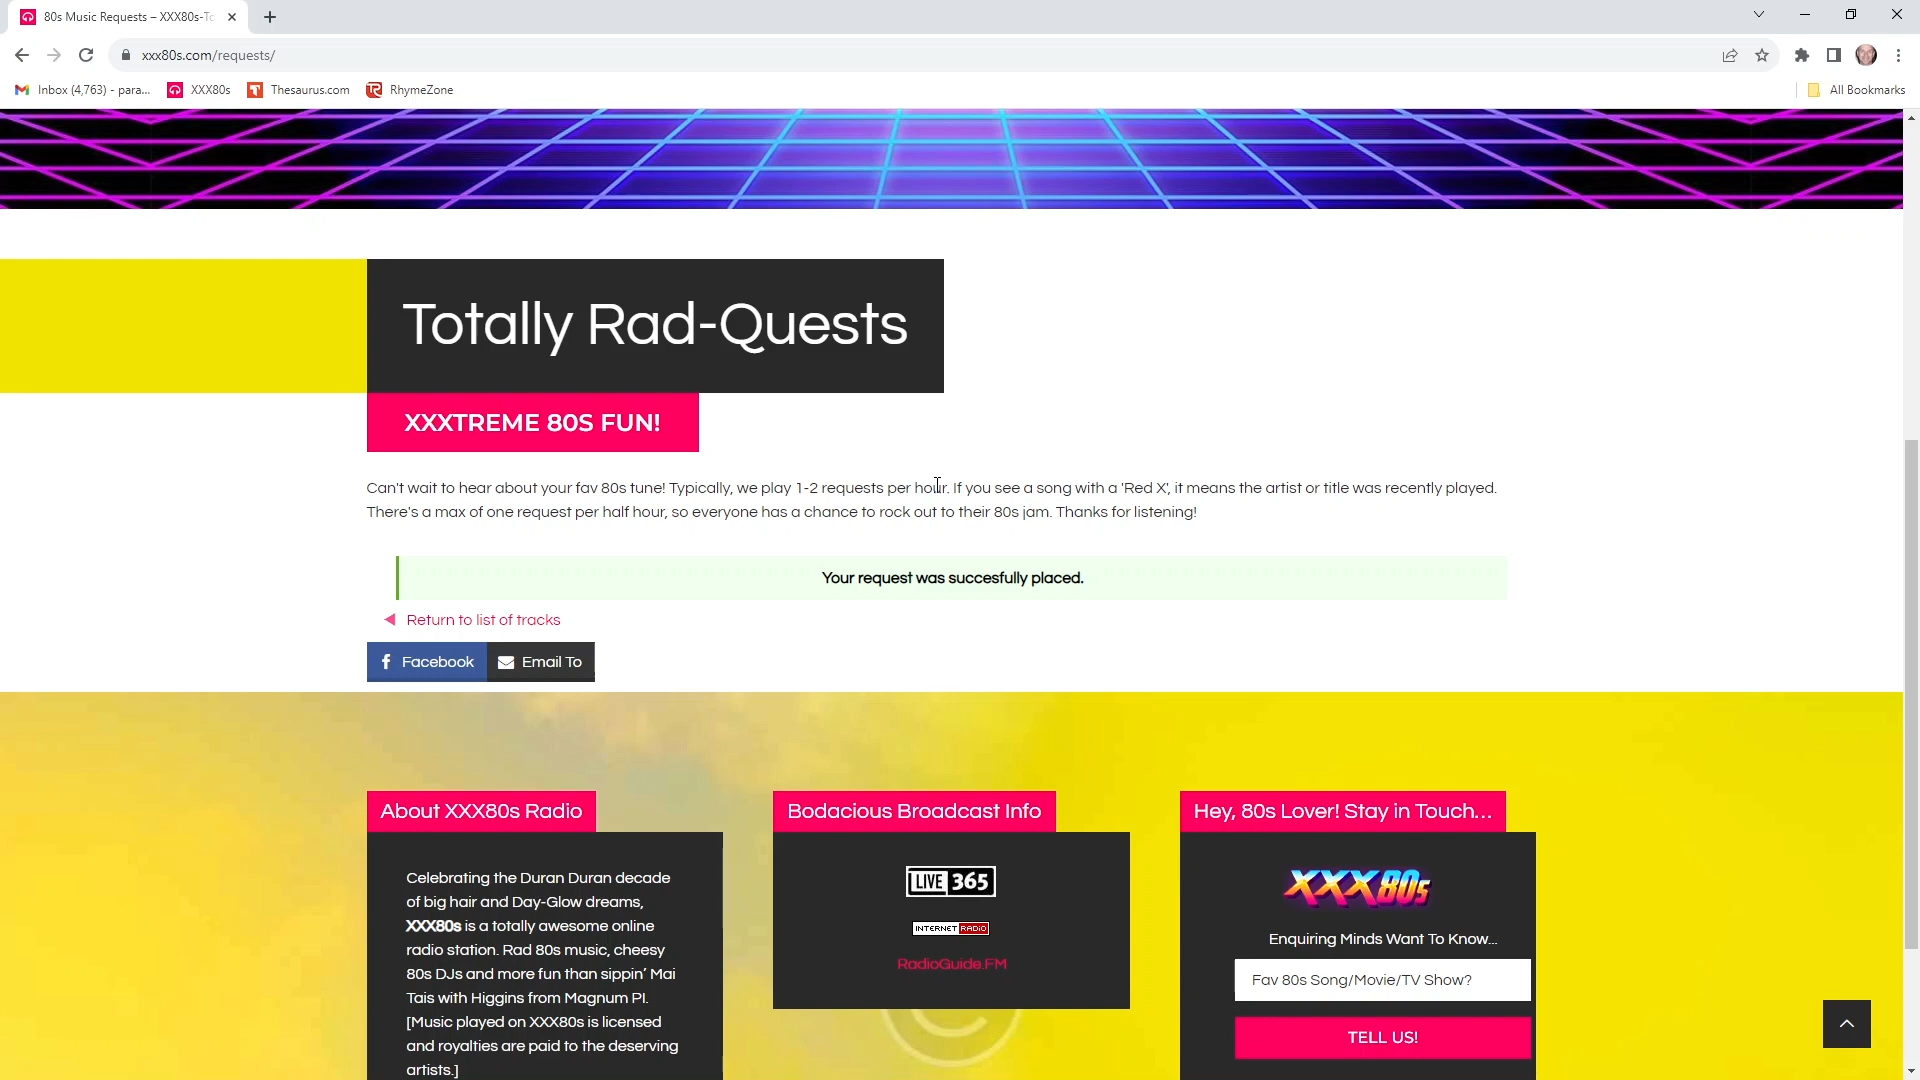 80s Music Requests – XXX80s-To
xxx80s.com/requests/
Inbox (4,763) - para...
XXX80s
Thesaurus.com
RhymeZone
All Bookmarks
Totally Rad-Quests
XXXTREME 80S FUN!
Can't wait to hear about your fav 80s tune! Typically, we play 1-2 requests per hour. If you see a song with a 'Red X', it means the artist or title was recently played.
There's a max of one request per half hour, so everyone has a chance to rock out to their 80s jam. Thanks for listening!
Your request was succesfully placed.
Return to list of tracks
Facebook
Email To
About XXX80s Radio
Celebrating the Duran Duran decade
of big hair and Day-Glow dreams,
XXX80s is a totally awesome online
radio station. Rad 80s music, cheesy
80s DJs and more fun than sippin’ Mai
Tais with Higgins from Magnum PI.
[Music played on XXX80s is licensed
and royalties are paid to the deserving
artists.]
Bodacious Broadcast Info
LIVE 365
INTERNET RADIO
RadioGuide.FM
Hey, 80s Lover! Stay in Touch...
XXX80s
Enquiring Minds Want To Know...
Fav 80s Song/Movie/TV Show?
TELL US!